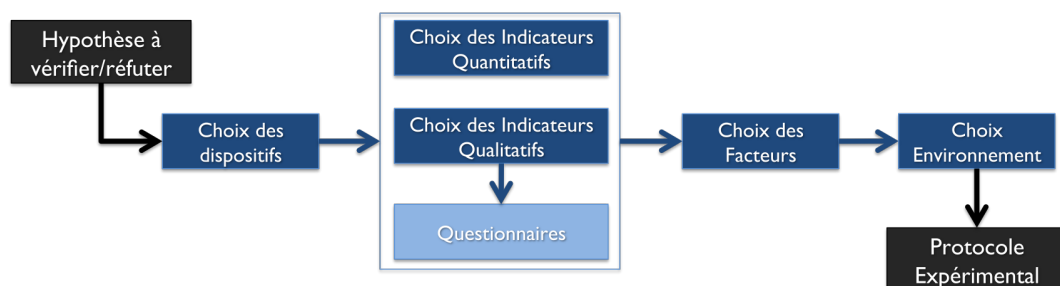 Hypothèse à
vérifier/réfuter
Choix des
dispositifs
Choix des Indicateurs
Quantitatifs
Choix des Indicateurs
Qualitatifs
Questionnaires
Choix des
Facteurs
Choix
Environnement
Protocole
Expérimental